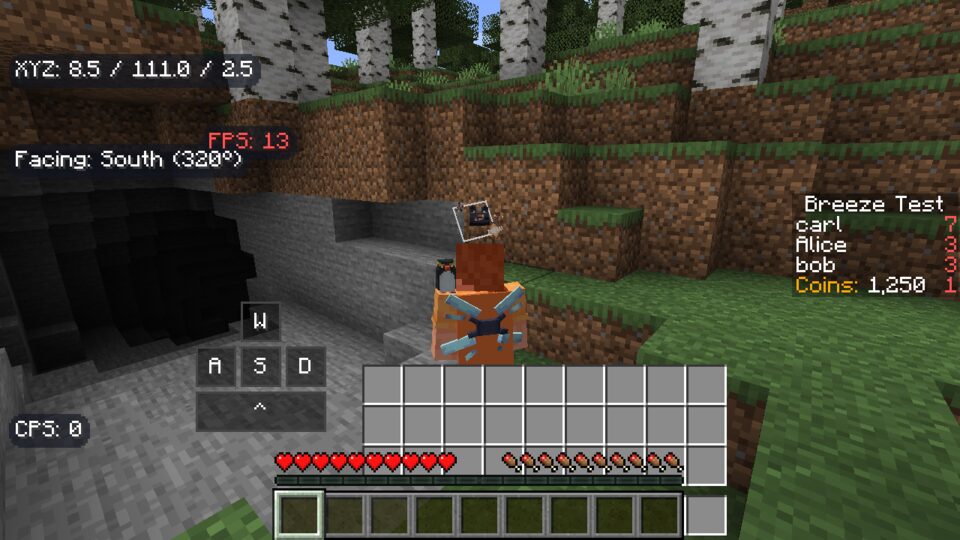 XYZ: 8.5 / 111.0 / 2.5
FPS: 13
Facing: South (320º)
Breeze Test
carl 7
Alice 3
bob 3
Coins: 1,250 1
W
A S D
^
CPS: 0